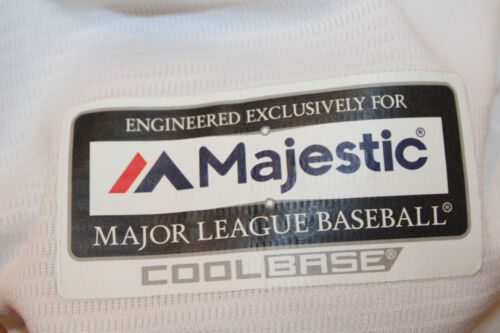 ENGINEERED EXCLUSIVELY FOR
Majestic®
MAJOR LEAGUE BASEBALL®
COOLBASE®